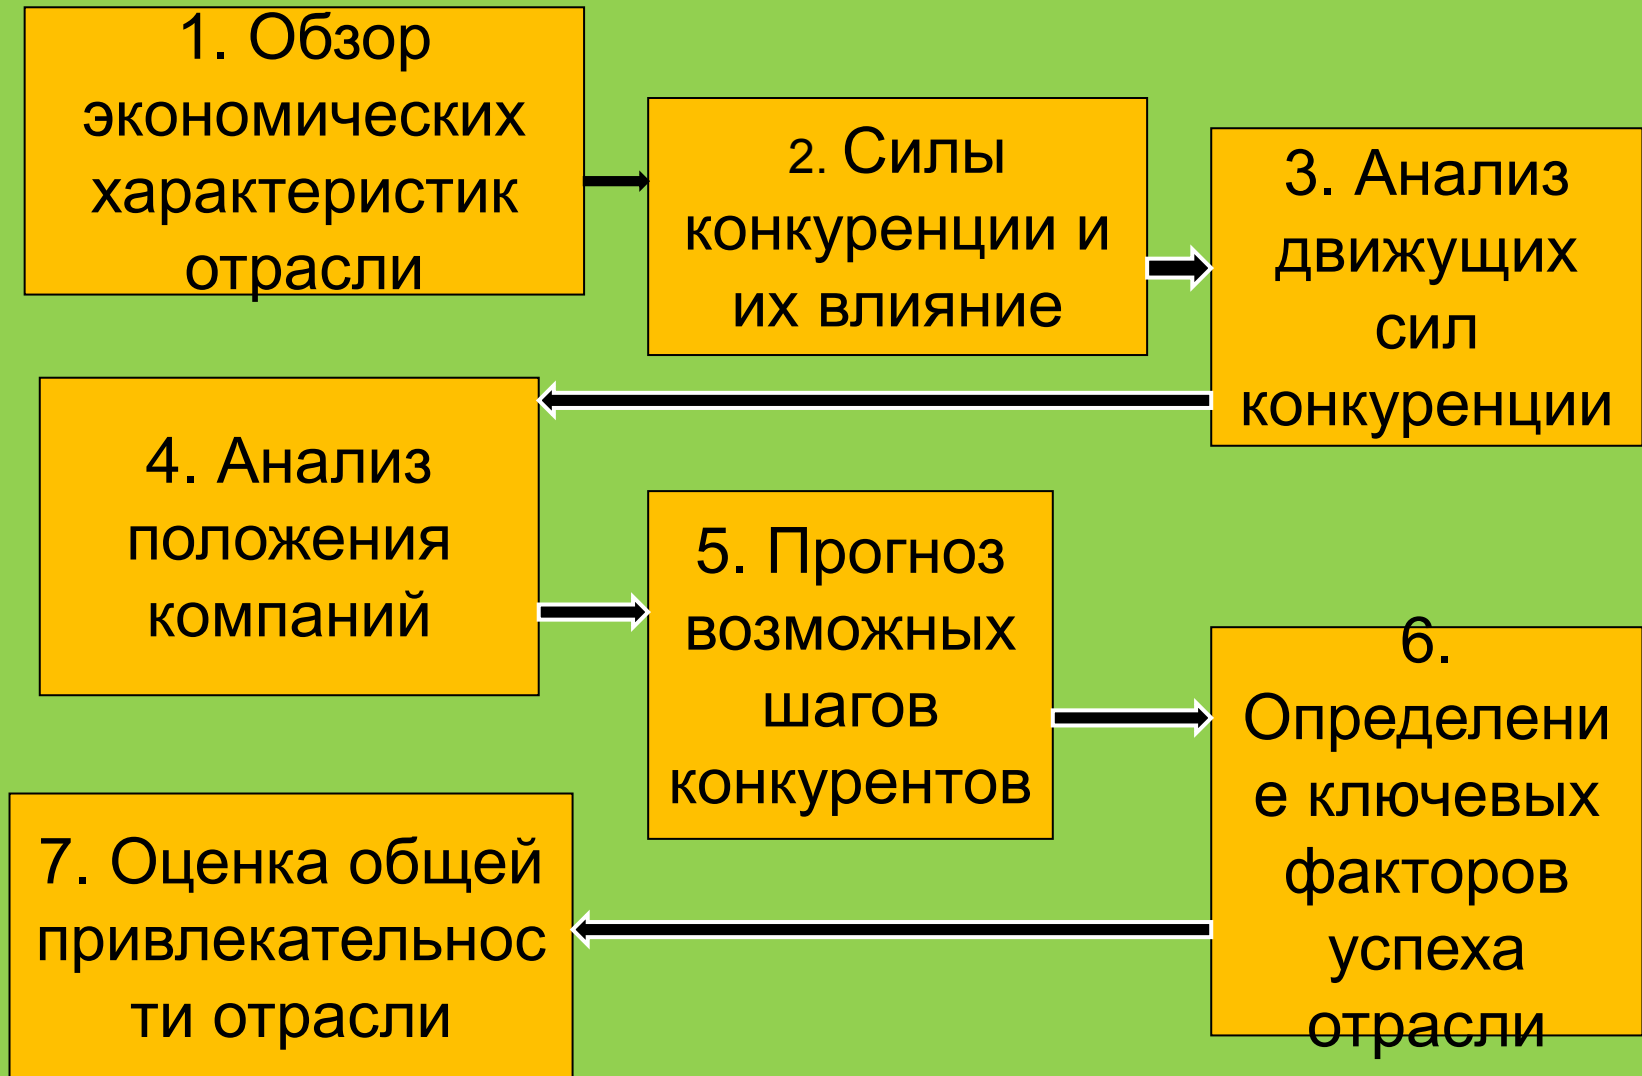 1. Обзор
экономических
характеристик
отрасли
2. Силы
конкуренции и
их влияние
3. Анализ
движущих
сил
конкуренции
4. Анализ
положения
компаний
5. Прогноз
возможных
шагов
конкурентов
6.
Определени
е ключевых
факторов
успеха
отрасли
7. Оценка общей
привлекательнос
ти отрасли